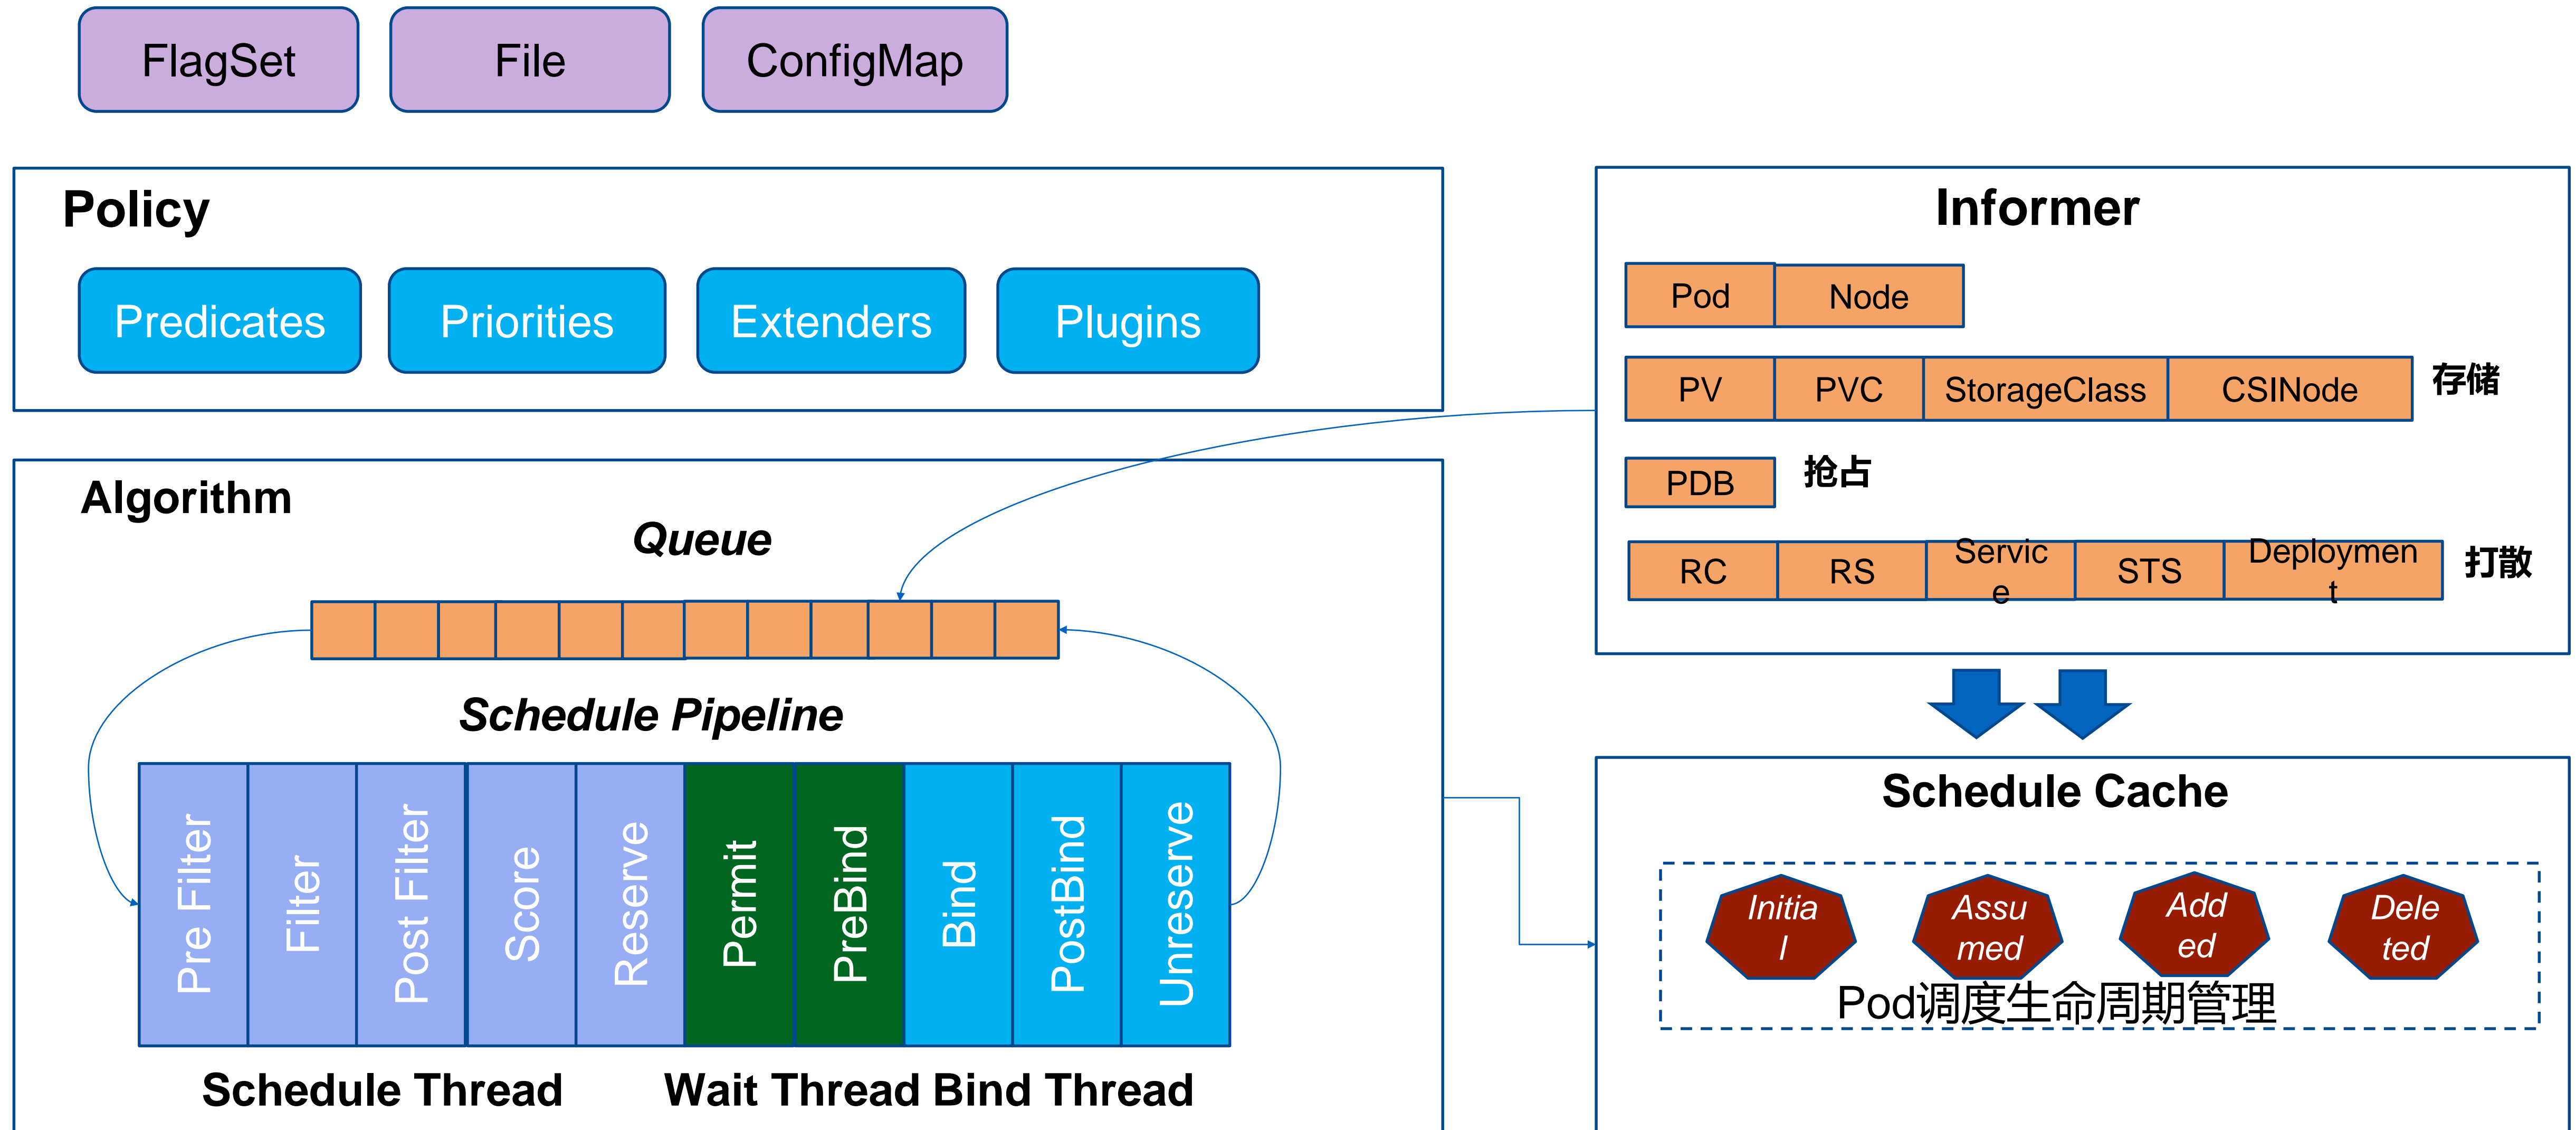 FlagSet
File
ConfigMap
Policy
Predicates
Priorities
Extenders
Plugins
Informer
Pod
Node
PV
PVC
StorageClass
CSINode
存储
PDB
抢占
RC
RS
Servic
e
STS
Deploymen
t
打散
Algorithm
Queue
Schedule Pipeline
Pre Filter
Filter
Post Filter
Score
Reserve
Permit
PreBind
Bind
PostBind
Unreserve
Schedule Thread
Wait Thread
Bind Thread
Schedule Cache
Initia
l
Assu
med
Add
ed
Dele
ted
Pod调度生命周期管理